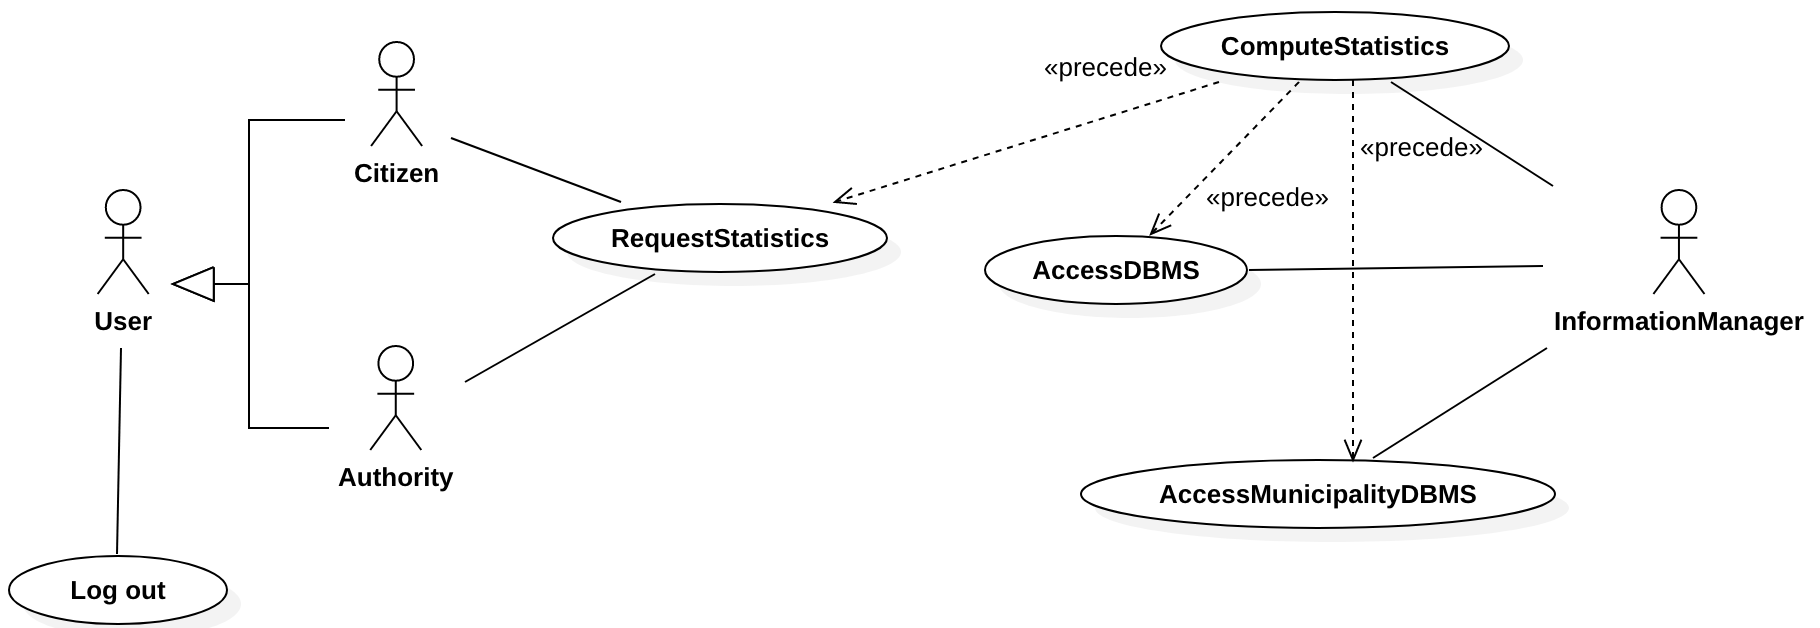 ComputeStatistics
«precede»
«precede»
Citizen
«precede»
RequestStatistics
AccessDBMS
User
InformationManager
Authority
AccessMunicipalityDBMS
Log out